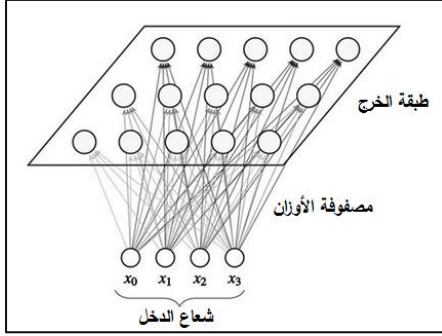 طبقة الخرج
مصفوفة الأوزان
x0 x1 x2 x3
شعاع الدخل